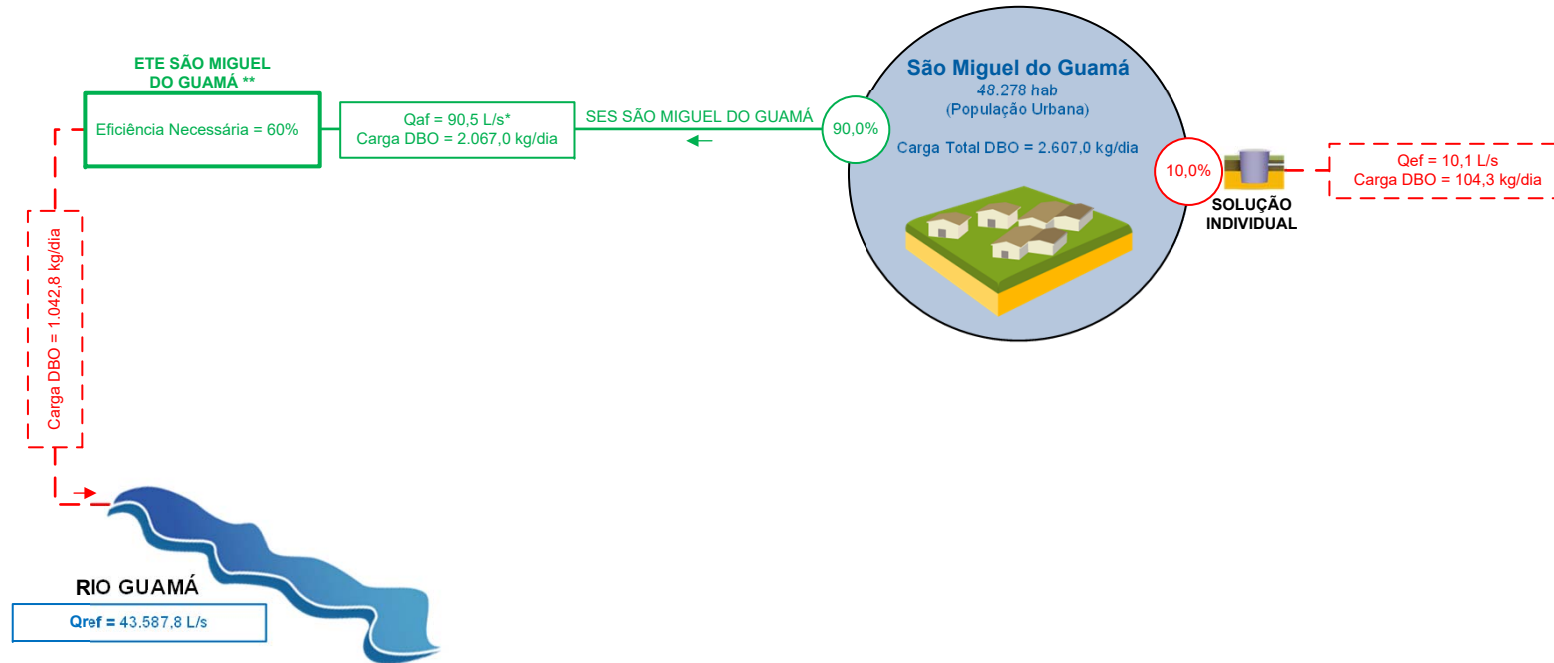 ETE SÃO MIGUEL
DO GUAMÁ **
Eficiência Necessária = 60%
Qaf = 90,5 L/s*
Carga DBO = 2.067,0 kg/dia
SES SÃO MIGUEL DO GUAMÁ
90,0%
São Miguel do Guamá
48.278 hab
(População Urbana)
Carga Total DBO = 2.607,0 kg/dia
10,0%
SOLUÇÃO
INDIVIDUAL
Qef = 10,1 L/s
Carga DBO = 104,3 kg/dia
Carga DBO = 1.042,8 kg/dia
RIO GUAMÁ
Qref = 43.587,8 L/s